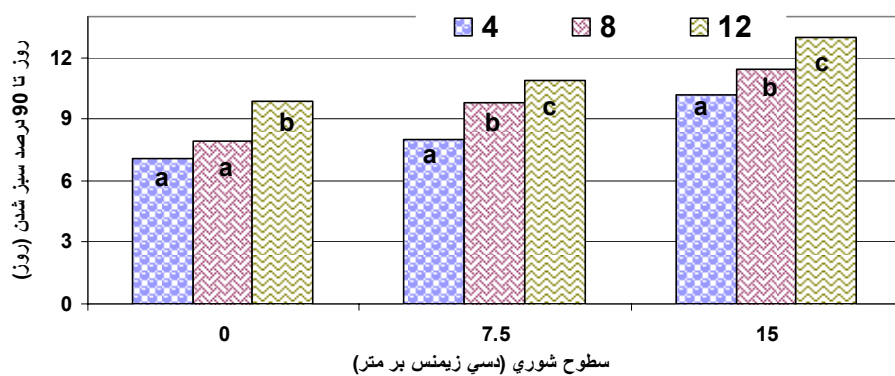 4 8 12
روز تا 90 درصد سبز شدن (روز)
12
9
6
3
0
a a b
a b c
a b c
0 7.5 15
سطوح شوري (دسي زيمنس بر متر)